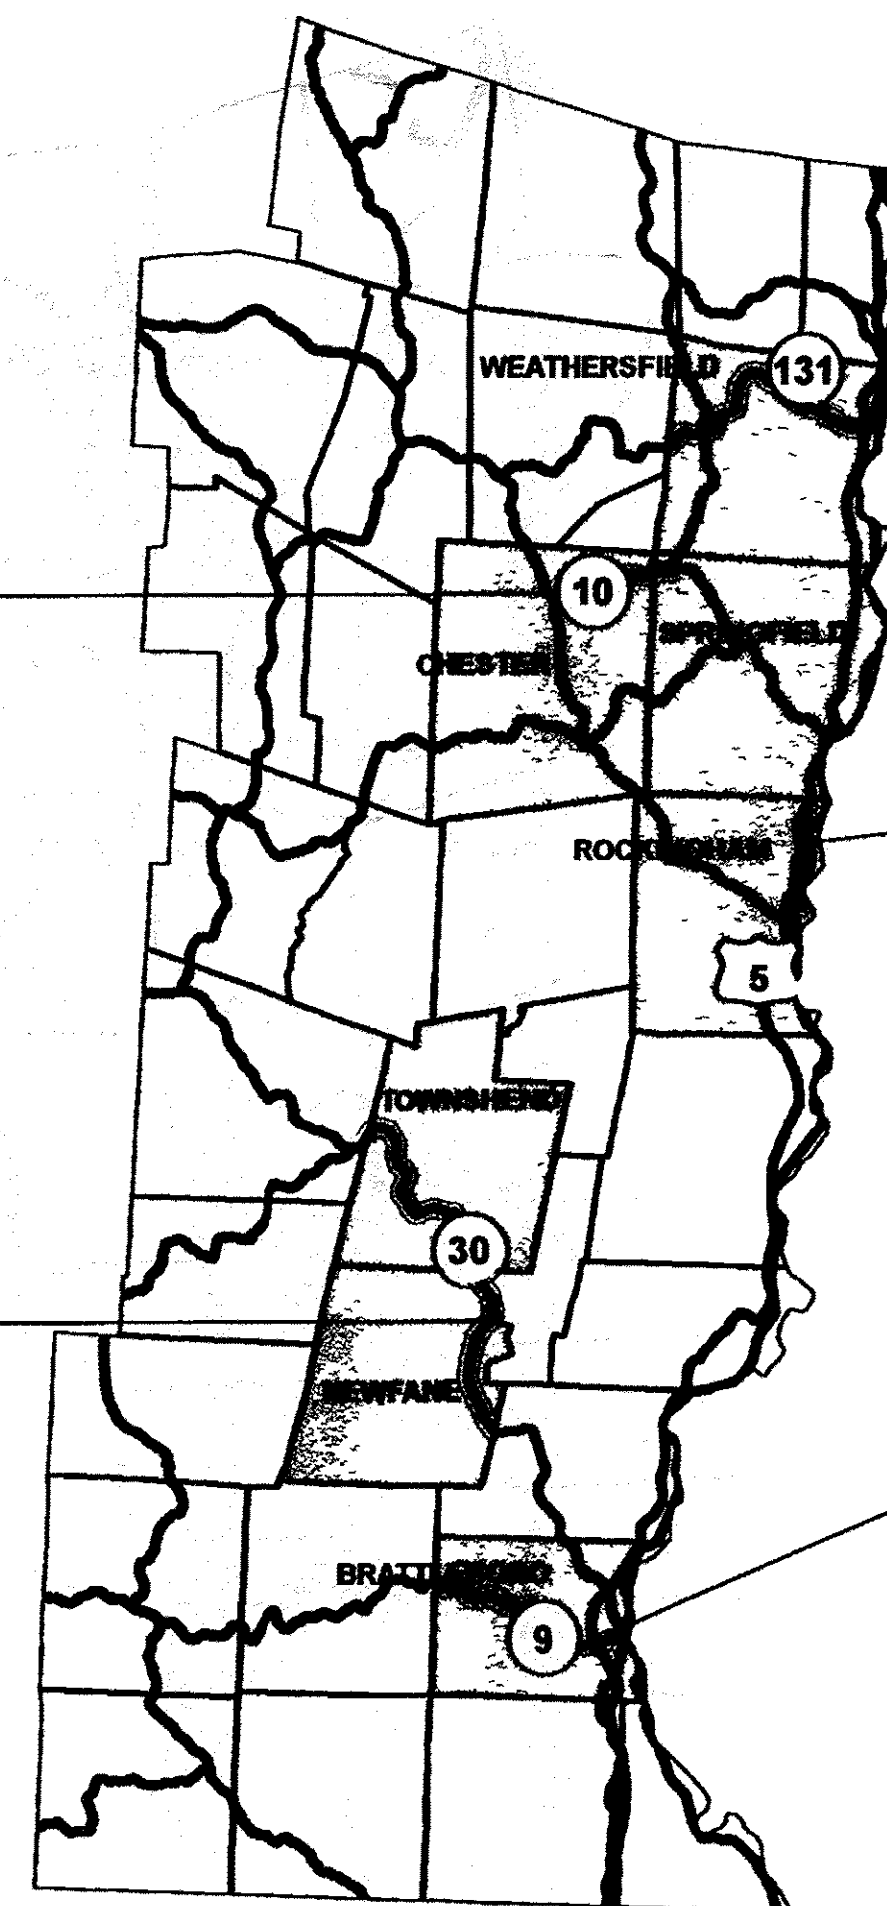 WEATHERSFIELD
131
10
SPRINGFIELD
CHESTER
ROCKINGHAM
5
TOWNSHEND
30
NEWFANE
BRATTLEBORO
9